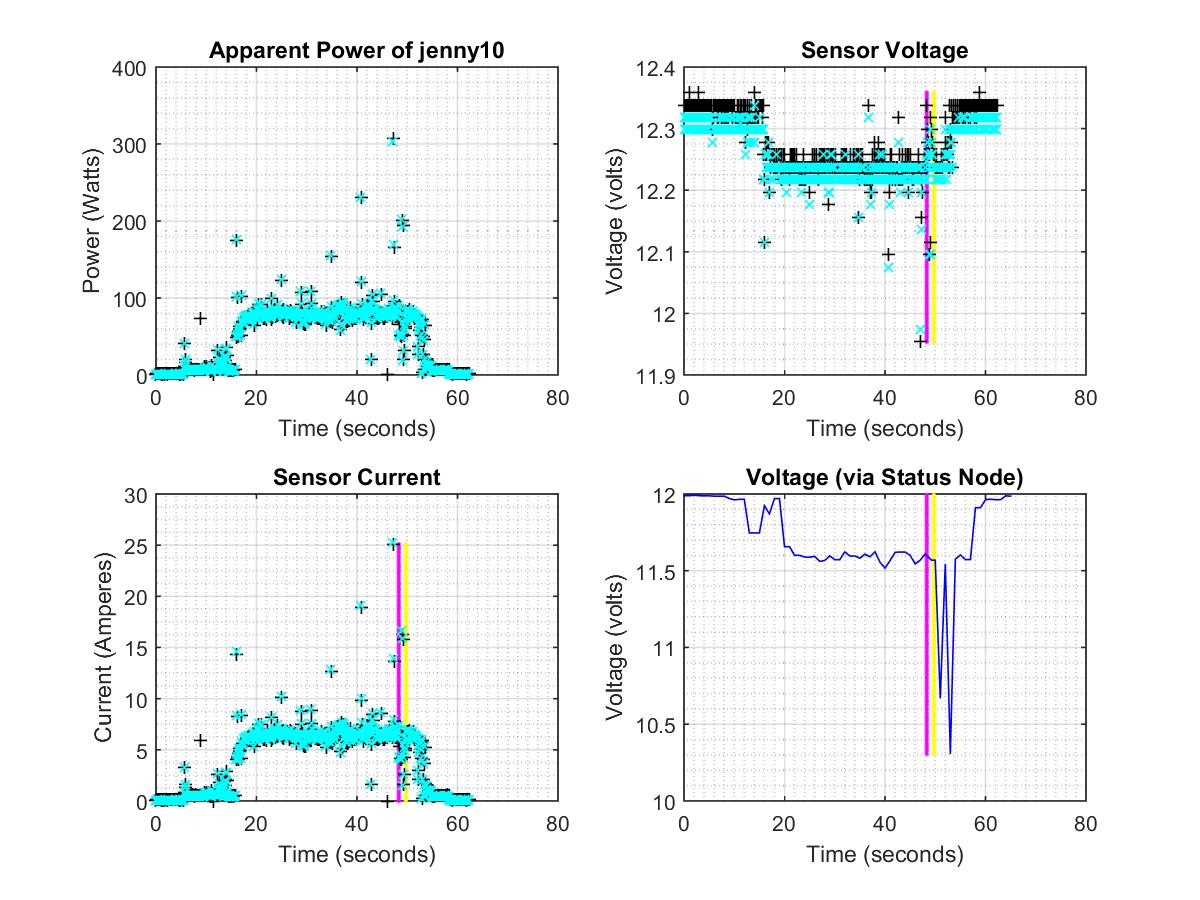 Apparent Power of jenny10
400
300
200
100
0
Power (Watts)
0 20 40 60 80
Time (seconds)
Sensor Voltage
12.4
12.3
12.2
12.1
12
11.9
Voltage (volts)
0 20 40 60 80
Time (seconds)
Sensor Current
30
25
20
15
10
5
0
Current (Amperes)
0 20 40 60 80
Time (seconds)
Voltage (via Status Node)
12
11.5
11
10.5
10
Voltage (volts)
0 20 40 60 80
Time (seconds)